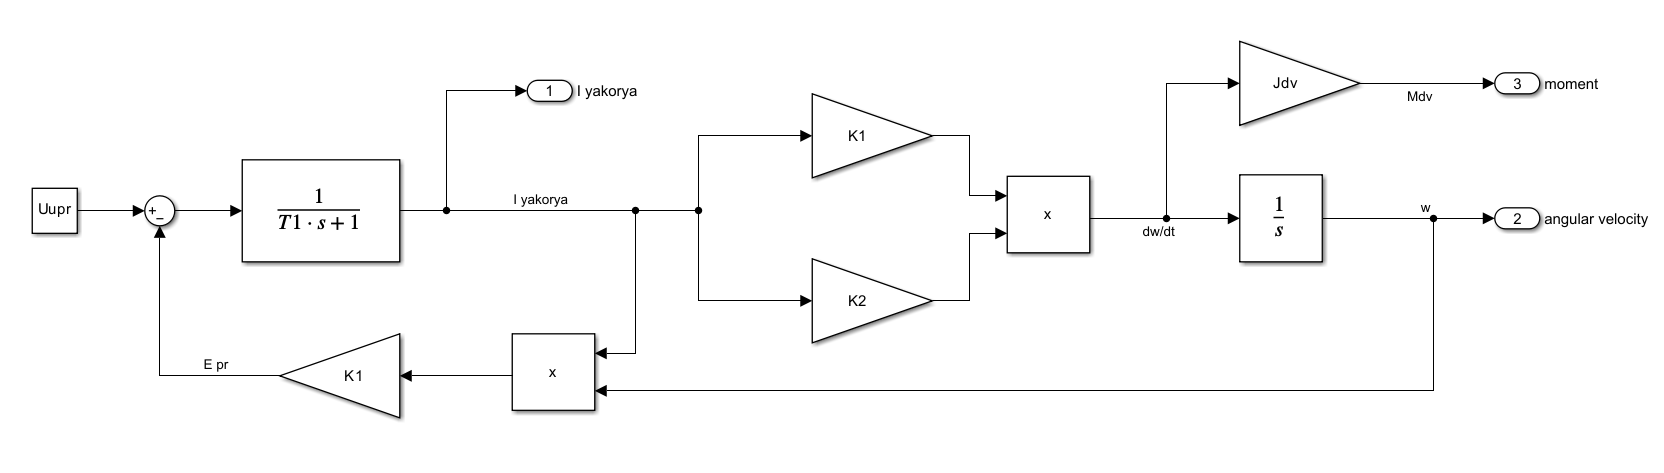 Uupr
+
−
1
T1 · s + 1
1
I yakorya
I yakorya
K1
K2
x
dw/dt
Jdv
Mdv
3
moment
1
s
w
2
angular velocity
x
K1
E pr